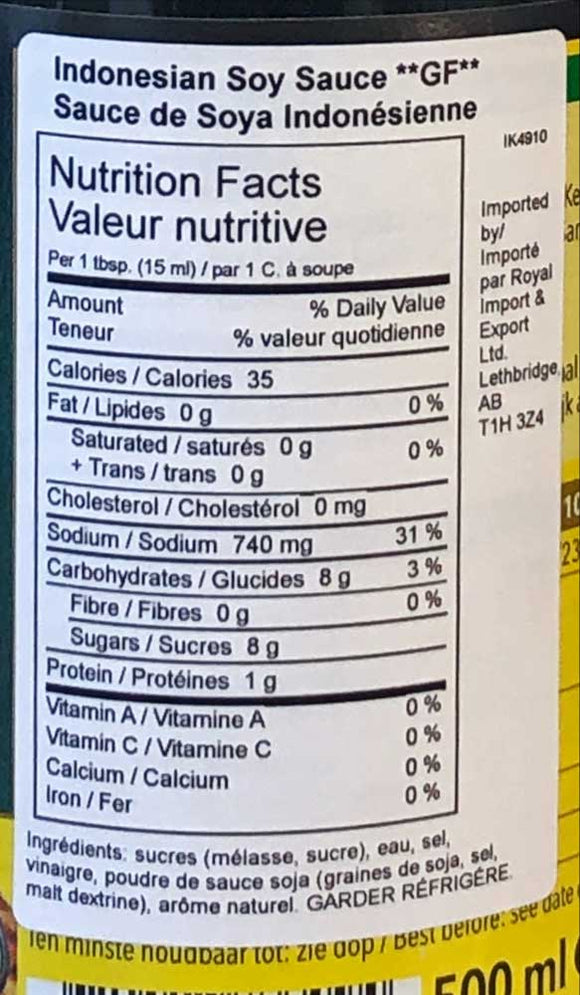 Indonesian Soy Sauce **GF**
Sauce de Soya Indonésienne
IK4910
Nutrition Facts
Valeur nutritive
Per 1 tbsp. (15 ml) / par 1 C. à soupe
Amount % Daily Value
Teneur % valeur quotidienne
Calories / Calories 35
Fat / Lipides 0 g 0 %
Saturated / saturés 0 g 0 %
+ Trans / trans 0 g
Cholesterol / Cholestérol 0 mg
Sodium / Sodium 740 mg 31 %
Carbohydrates / Glucides 8 g 3 %
Fibre / Fibres 0 g 0 %
Sugars / Sucres 8 g
Protein / Protéines 1 g
Vitamin A / Vitamine A 0 %
Vitamin C / Vitamine C 0 %
Calcium / Calcium 0 %
Iron / Fer 0 %
Imported
by/
Importé
par Royal
Import &
Export
Ltd.
Lethbridge,
AB
T1H 3Z4
Ingrédients: sucres (mélasse, sucre), eau, sel,
vinaigre, poudre de sauce soja (graines de soja, sel,
malt dextrine), arôme naturel. GARDER RÉFRIGÉRÉ.
Ten minste houdbaar tot: zie dop / Best before: see date
500 ml